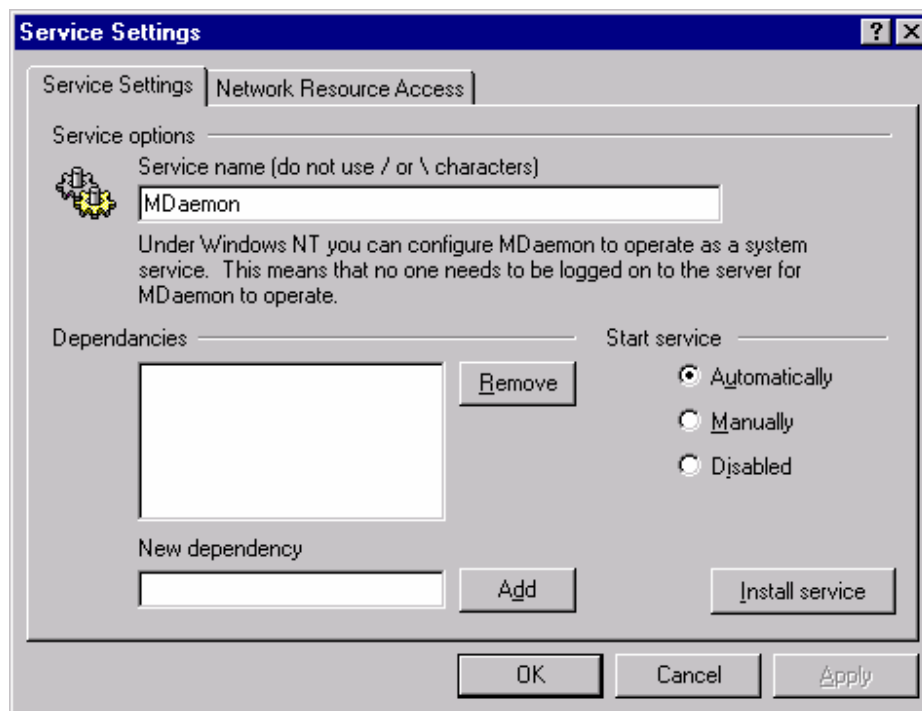 Service Settings
Service Settings
Network Resource Access
Service options
Service name (do not use / or \ characters)
MDaemon
Under Windows NT you can configure MDaemon to operate as a system
service.  This means that no one needs to be logged on to the server for
MDaemon to operate.
Dependancies
Start service
Remove
Automatically
Manually
Disabled
New dependency
Add
Install service
OK
Cancel
Apply